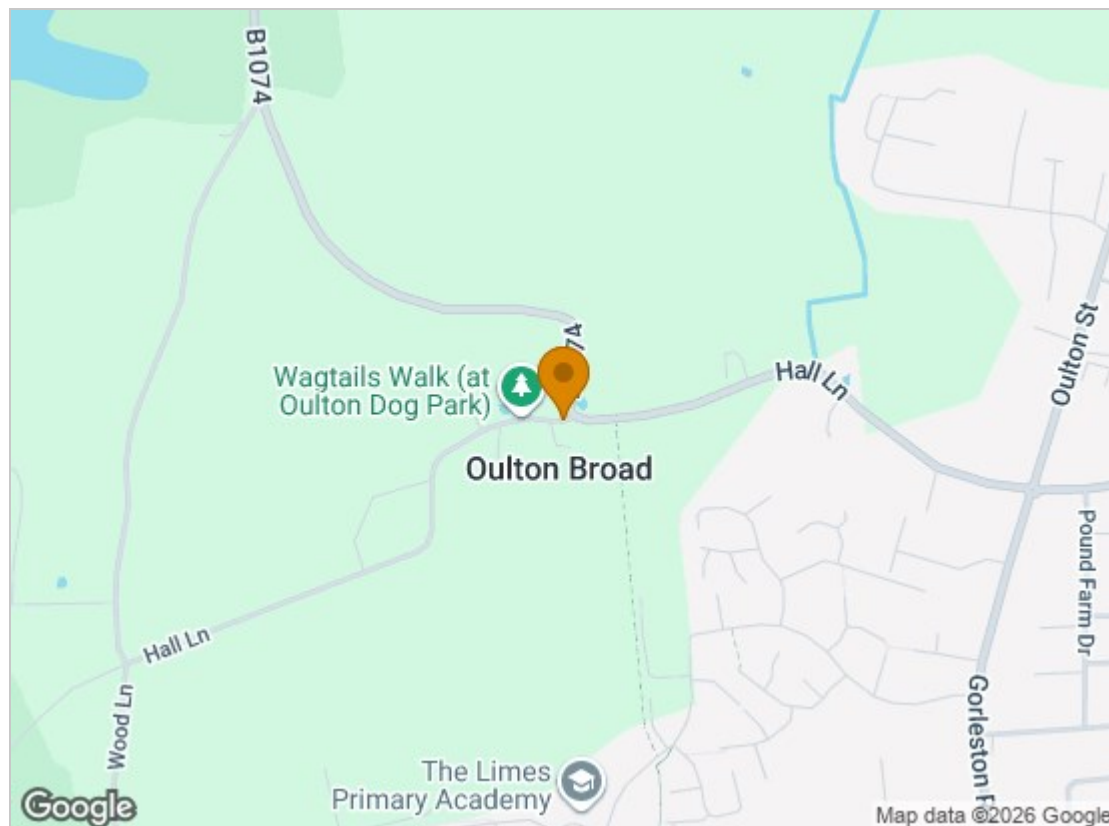 B1074
74
Wagtails Walk (at
Oulton Dog Park)
Hall Ln
Oulton St
Oulton Broad
Pound Farm Dr
Hall Ln
Wood Ln
Gorleston R
The Limes
Primary Academy
Google
Map data ©2026 Google